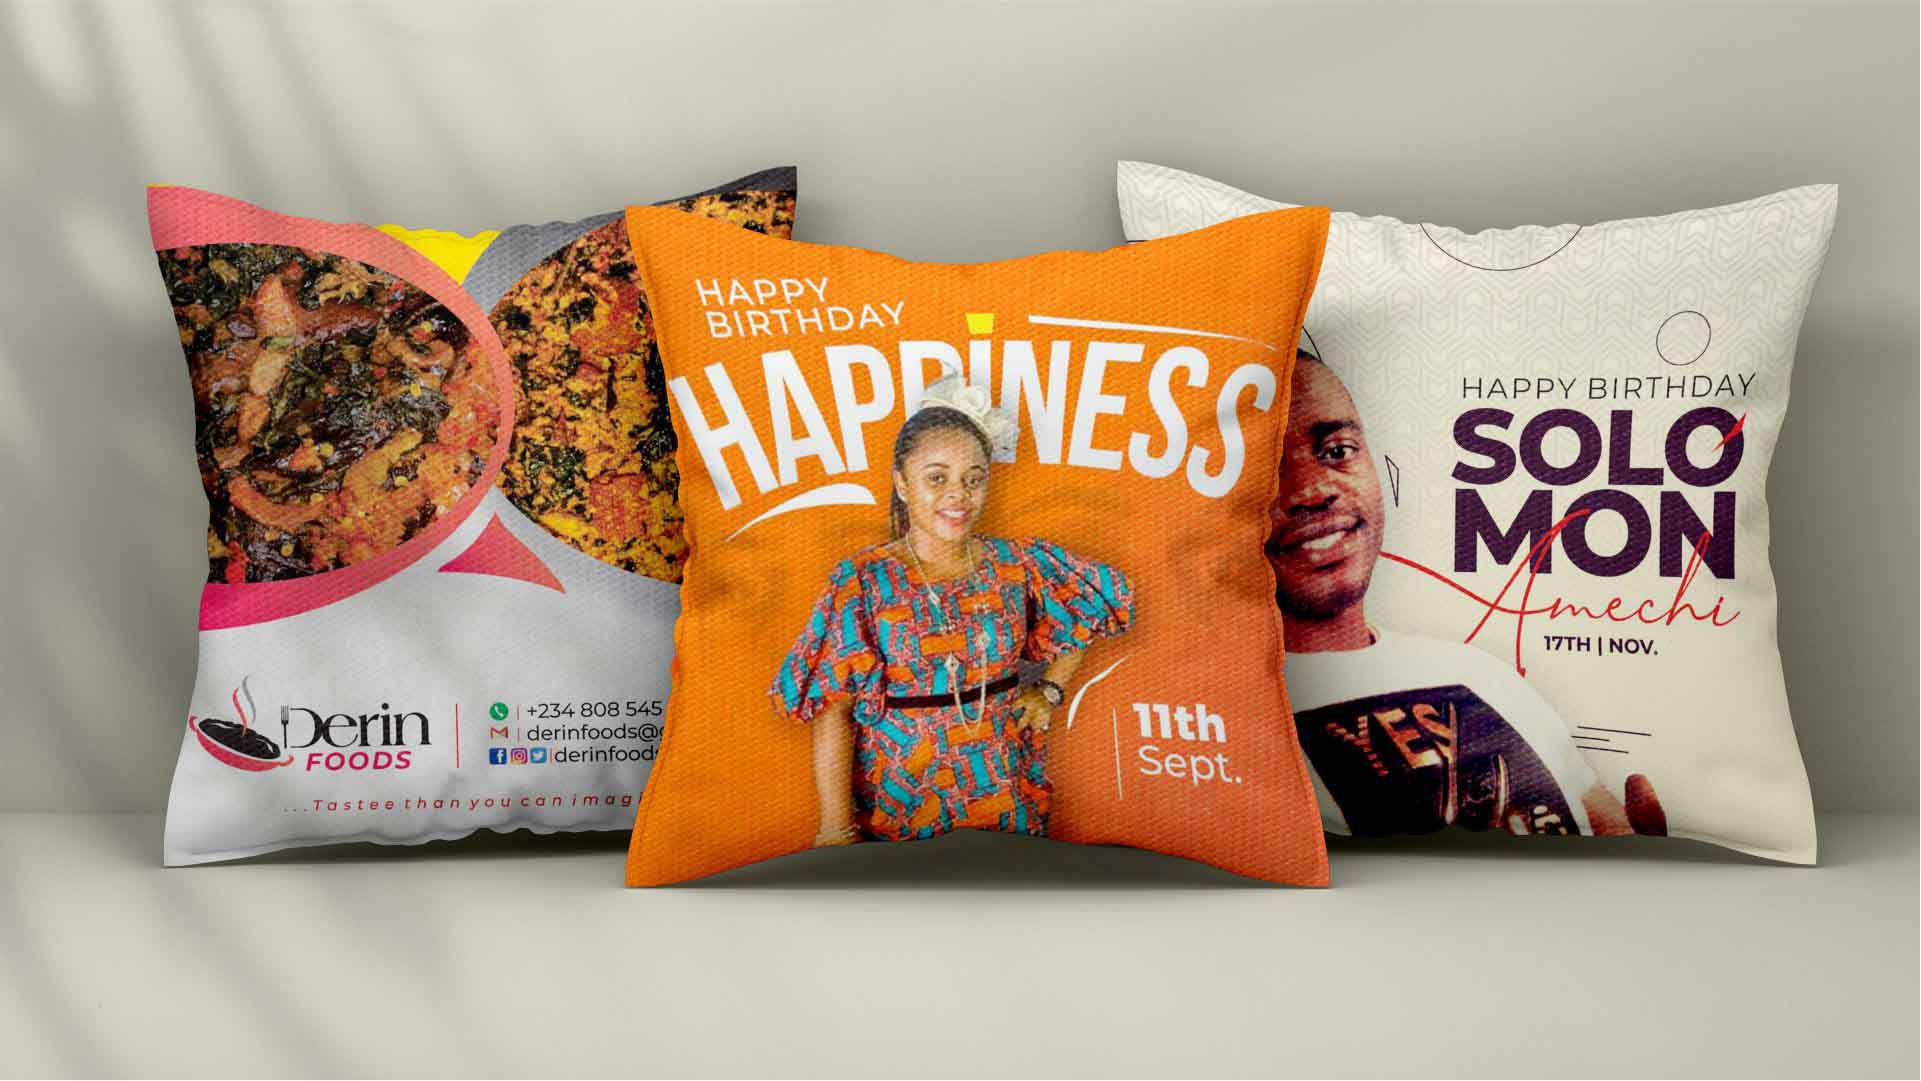 Derin
FOODS
+234 808 545
derinfoods@
derinfoods
...Tastee than you can imagi
HAPPY
BIRTHDAY
HAPPINESS
11th
Sept.
HAPPY BIRTHDAY
SOLO
MON
Amechi
17TH | NOV.
YES